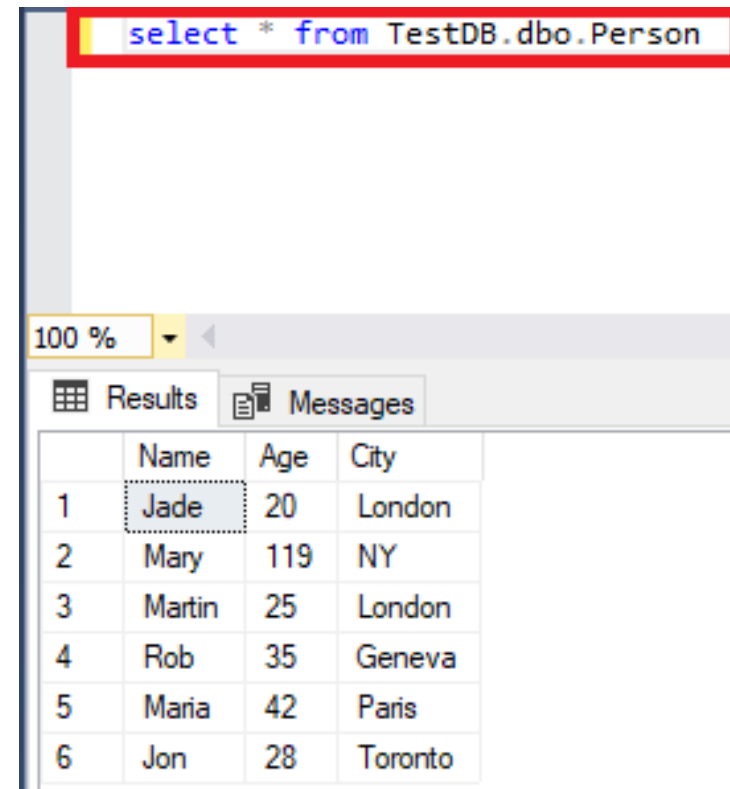 select * from TestDB.dbo.Person
100 %
Results Messages
Name Age City
1 Jade 20 London
2 Mary 119 NY
3 Martin 25 London
4 Rob 35 Geneva
5 Maria 42 Paris
6 Jon 28 Toronto